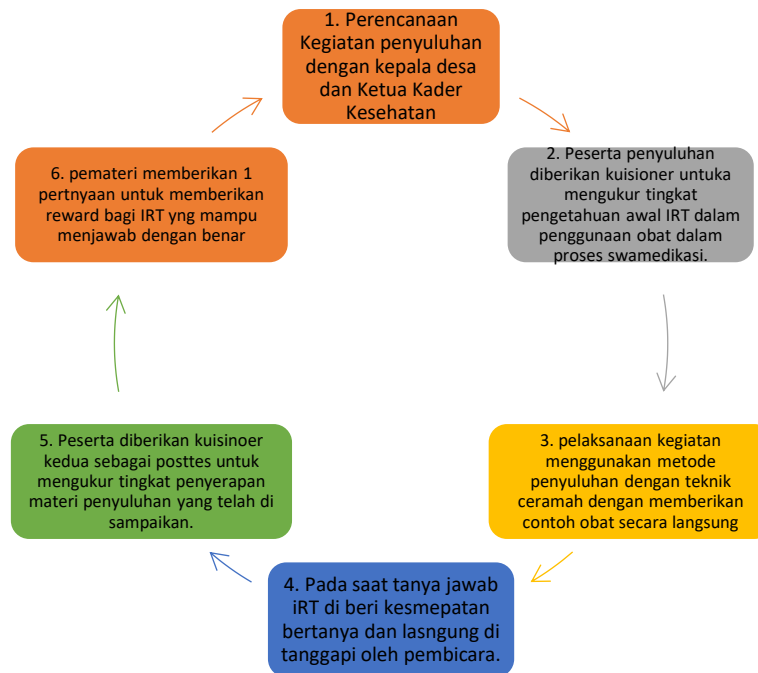 1. Perencanaan
Kegiatan penyuluhan
dengan kepala desa
dan Ketua Kader
Kesehatan
2. Peserta penyuluhan
diberikan kuisioner untuka
mengukur tingkat
pengetahuan awal IRT dalam
penggunaan obat dalam
proses swamedikasi.
3. pelaksanaan kegiatan
menggunakan metode
penyuluhan dengan teknik
ceramah dengan memberikan
contoh obat secara langsung
4. Pada saat tanya jawab
iRT di beri kesmepatan
bertanya dan lasngung di
tanggapi oleh pembicara.
5. Peserta diberikan kuisinoer
kedua sebagai posttes untuk
mengukur tingkat penyerapan
materi penyuluhan yang telah di
sampaikan.
6. pemateri memberikan 1
pertnyaan untuk memberikan
reward bagi IRT yng mampu
menjawab dengan benar